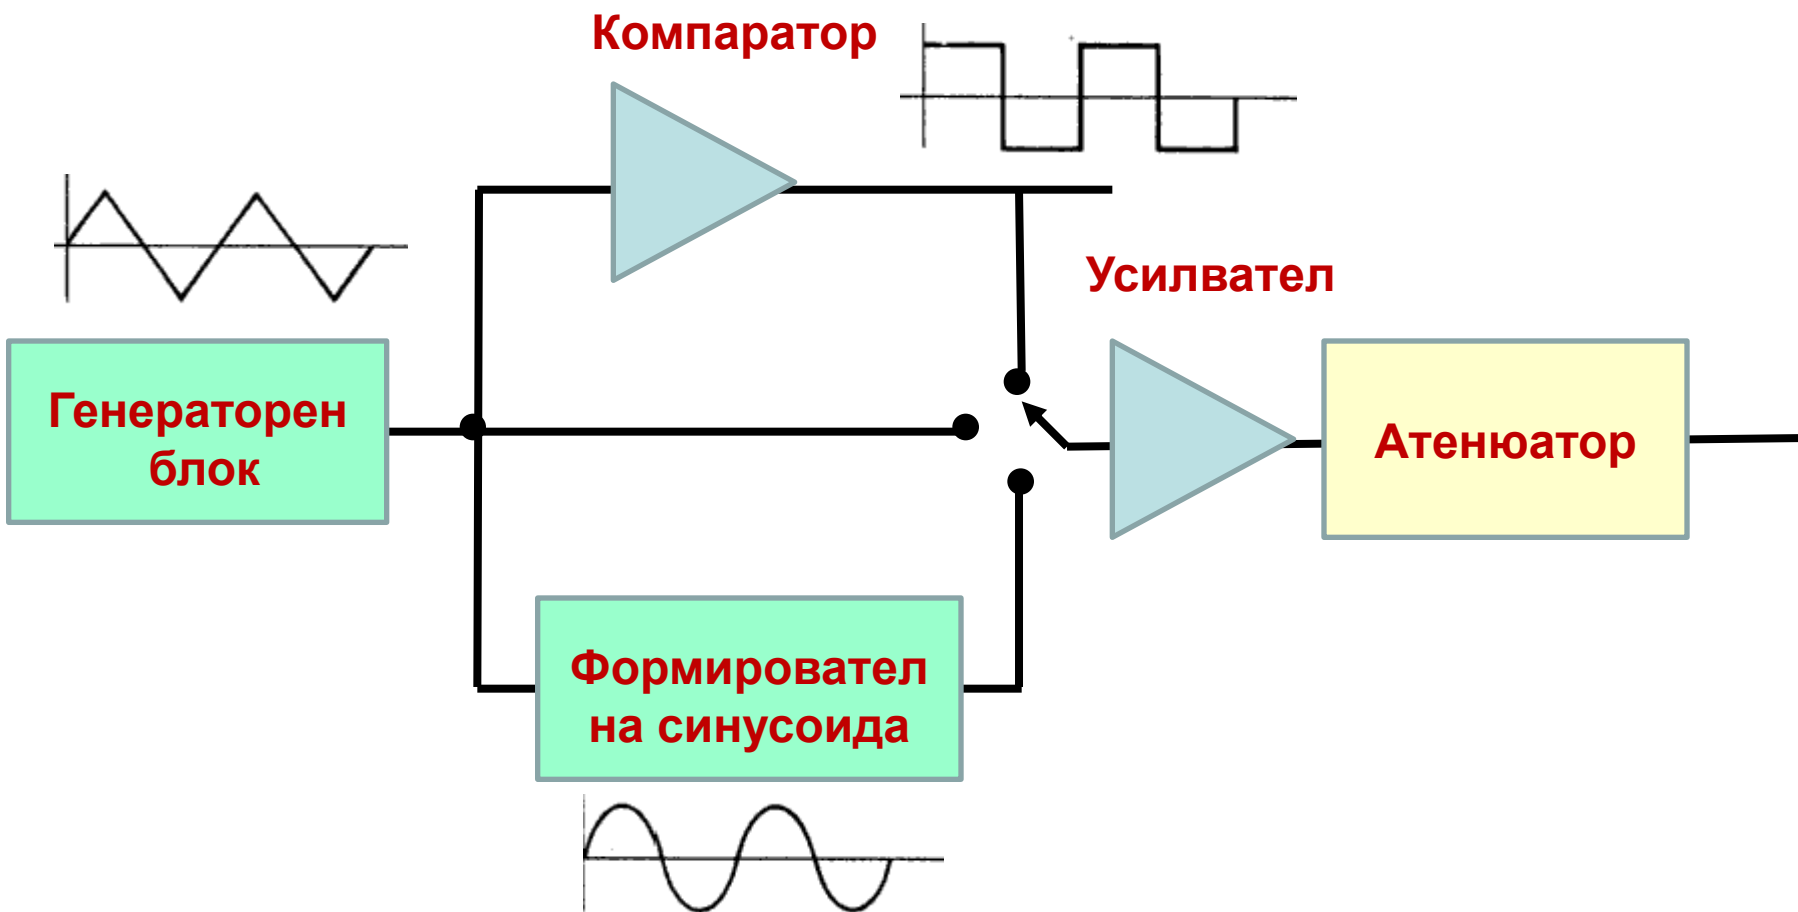 Компаратор
Усилвател
Генераторен
блок
Атенюатор
Формировател
на синусоида